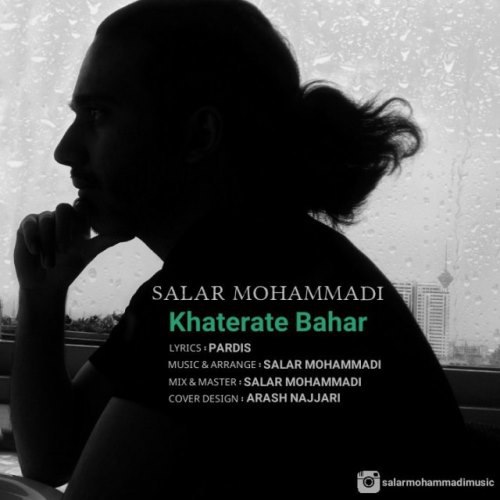 SALAR MOHAMMADI
Khaterate Bahar
LYRICS : PARDIS
MUSIC & ARRANGE : SALAR MOHAMMADI
MIX & MASTER : SALAR MOHAMMADI
COVER DESIGN : ARASH NAJJARI
salarmohammadimusic